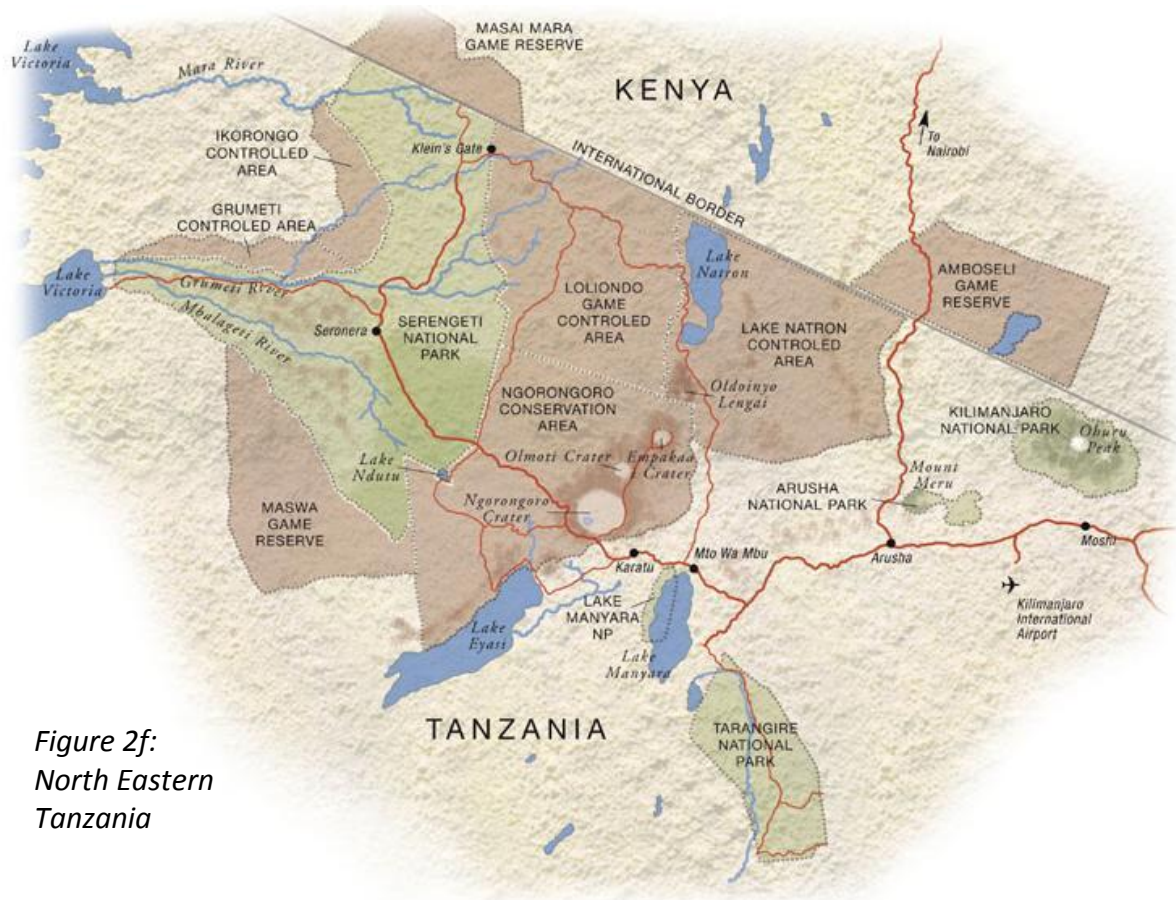 MASAI MARA
GAME RESERVE
Lake
Victoria
Mara River
KENYA
IKORONGO
CONTROLLED
AREA
Klein's Gate
To
Nairobi
INTERNATIONAL BORDER
GRUMETI
CONTROLED AREA
Lake
Victoria
Grumeti River
Mbalageti River
Seronera
SERENGETI
NATIONAL
PARK
LOLIONDO
GAME
CONTROLED
AREA
Lake
Natron
LAKE NATRON
CONTROLED
AREA
AMBOSELI
GAME
RESERVE
NGORONGORO
CONSERVATION
AREA
Oldoinyo
Lengai
KILIMANJARO
NATIONAL PARK
Ohuru
Peak
Olmoti Crater
Empakaa
i Crater
Lake
Ndutu
Ngorongoro
Crater
MASWA
GAME
RESERVE
ARUSHA
NATIONAL PARK
Mount
Meru
Karatu
Mto Wa Mbu
Arusha
Moshi
Kilimanjaro
International
Airport
LAKE
MANYARA
NP
Lake
Eyasi
Lake
Manyara
TANZANIA
TARANGIRE
NATIONAL
PARK
Figure 2f:
North Eastern
Tanzania